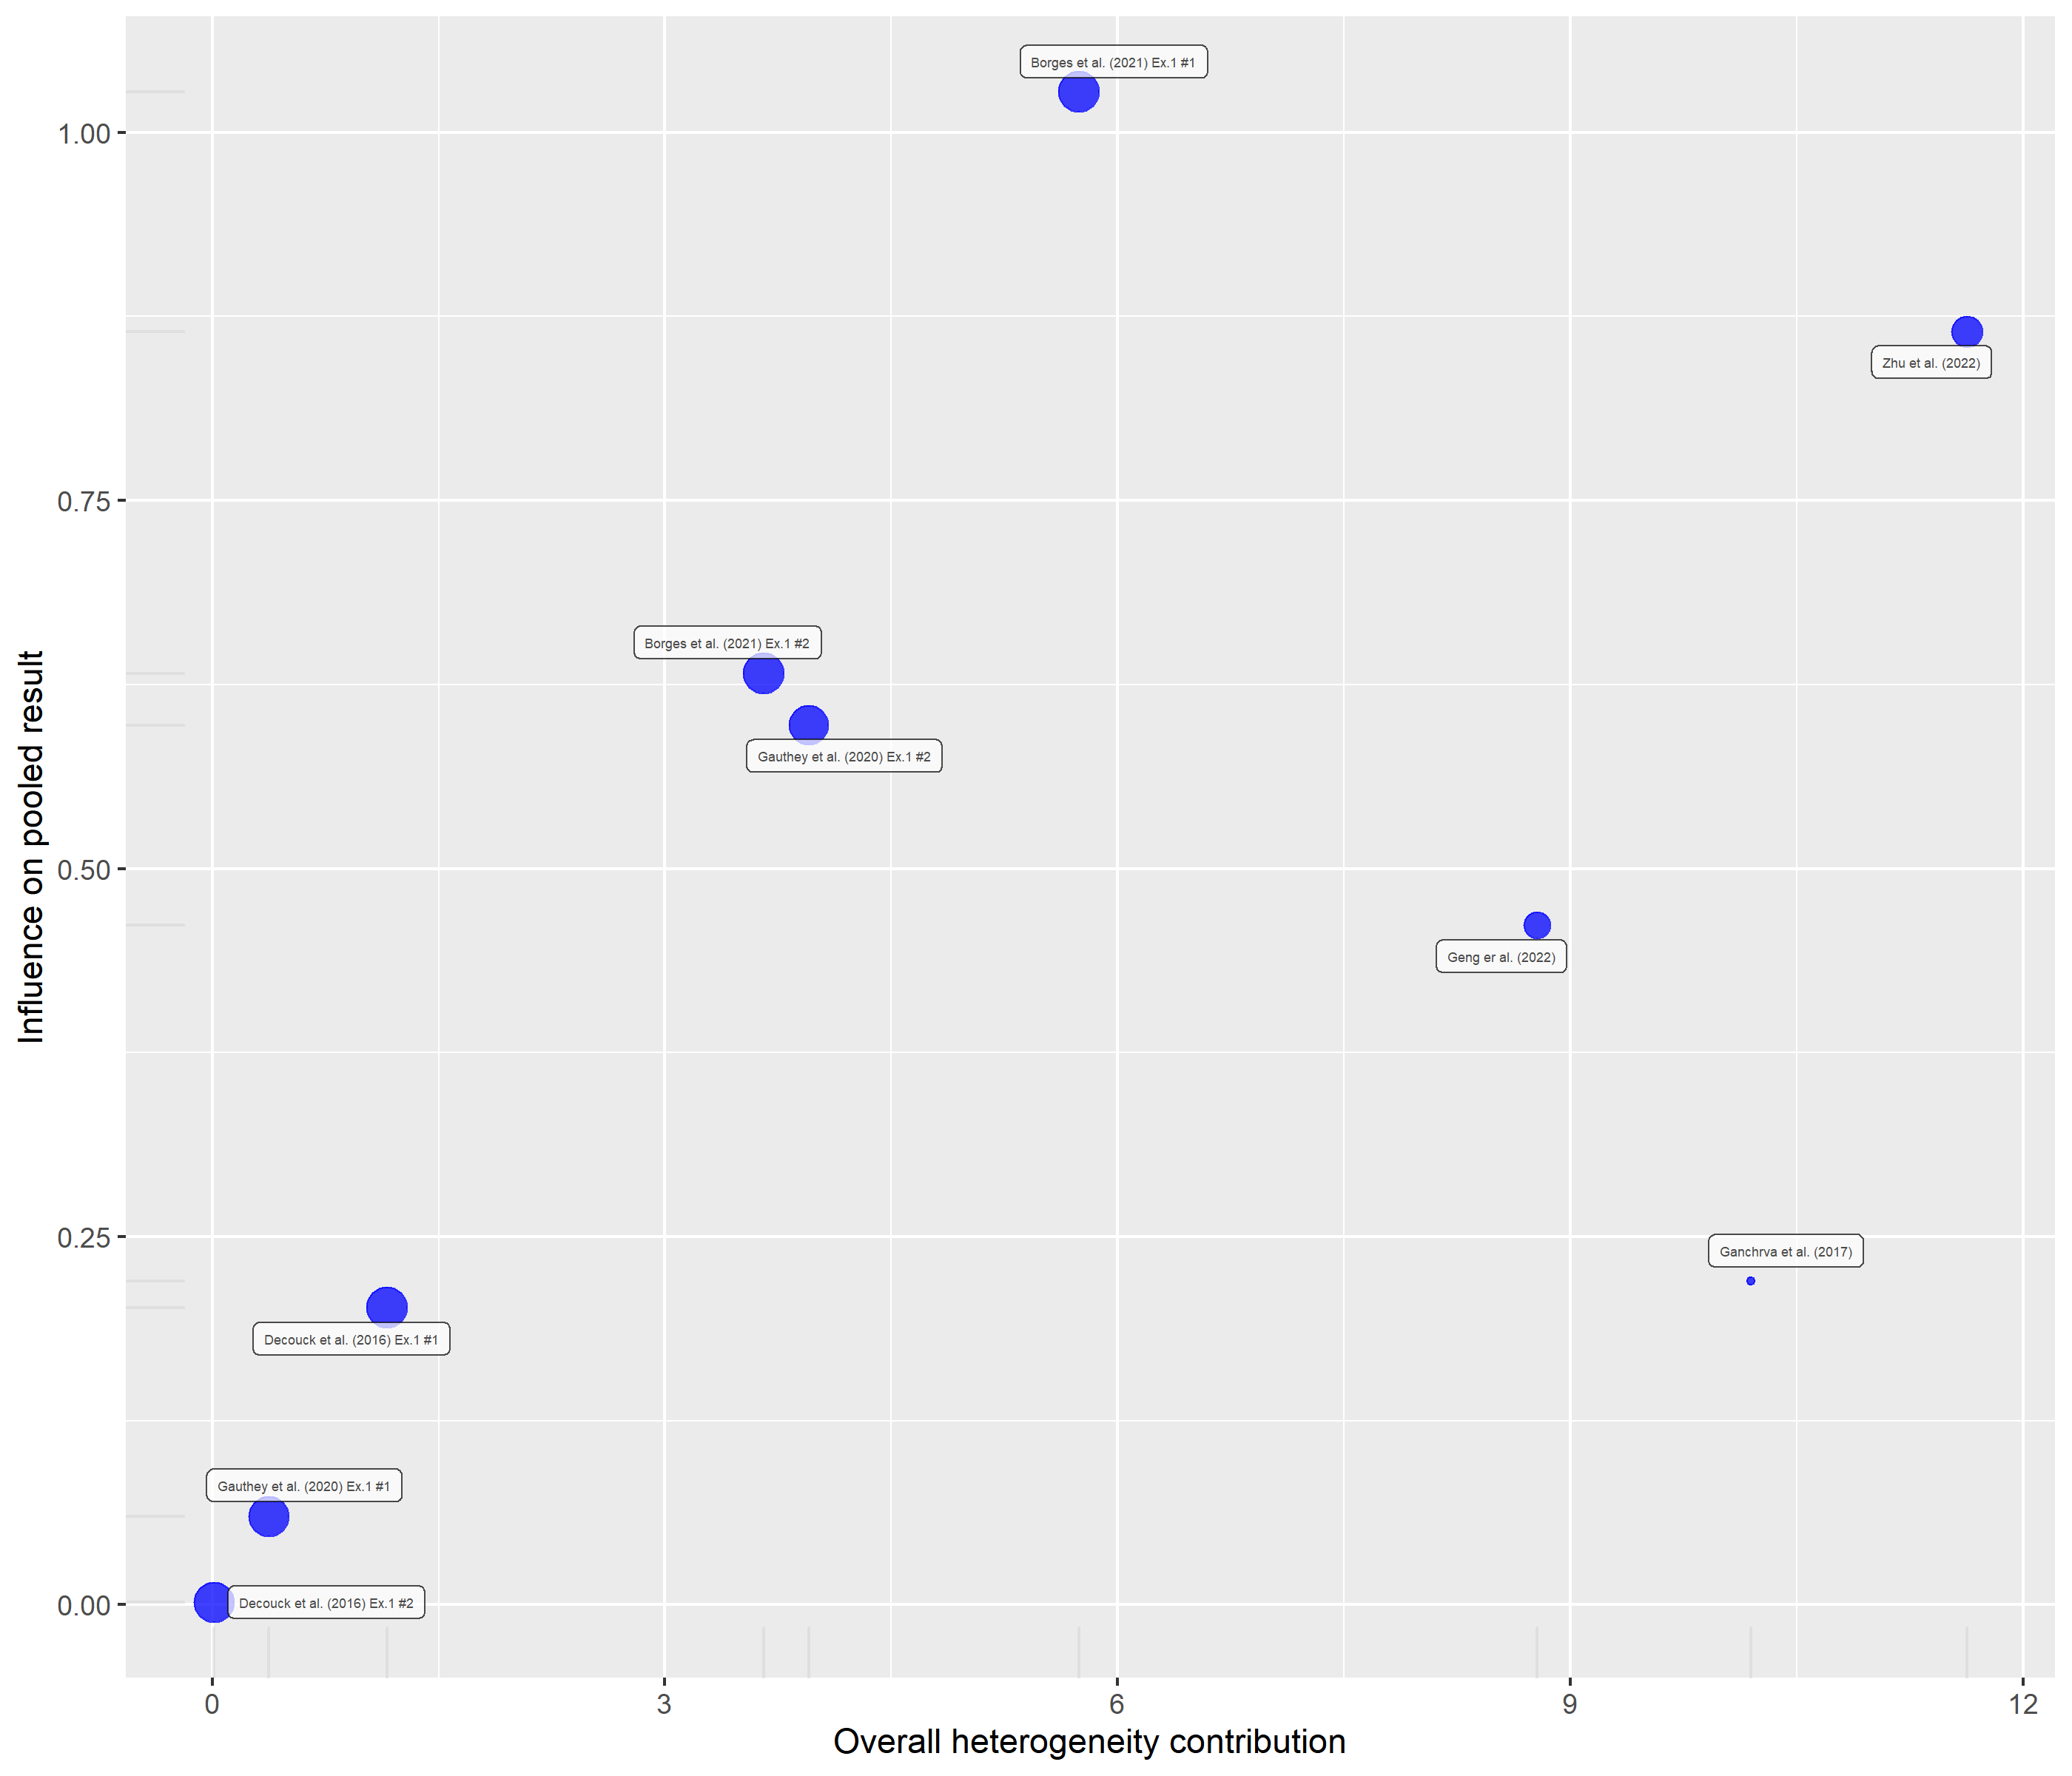 Borges et al. (2021) Ex.1 #1
1.00
Zhu et al. (2022)
0.75
Borges et al. (2021) Ex.1 #2
Gauthey et al. (2020) Ex.1 #2
Influence on pooled result
0.50
Geng er al. (2022)
0.25
Ganchrva et al. (2017)
Decouck et al. (2016) Ex.1 #1
Gauthey et al. (2020) Ex.1 #1
0.00
Decouck et al. (2016) Ex.1 #2
0 3 6 9 12
Overall heterogeneity contribution